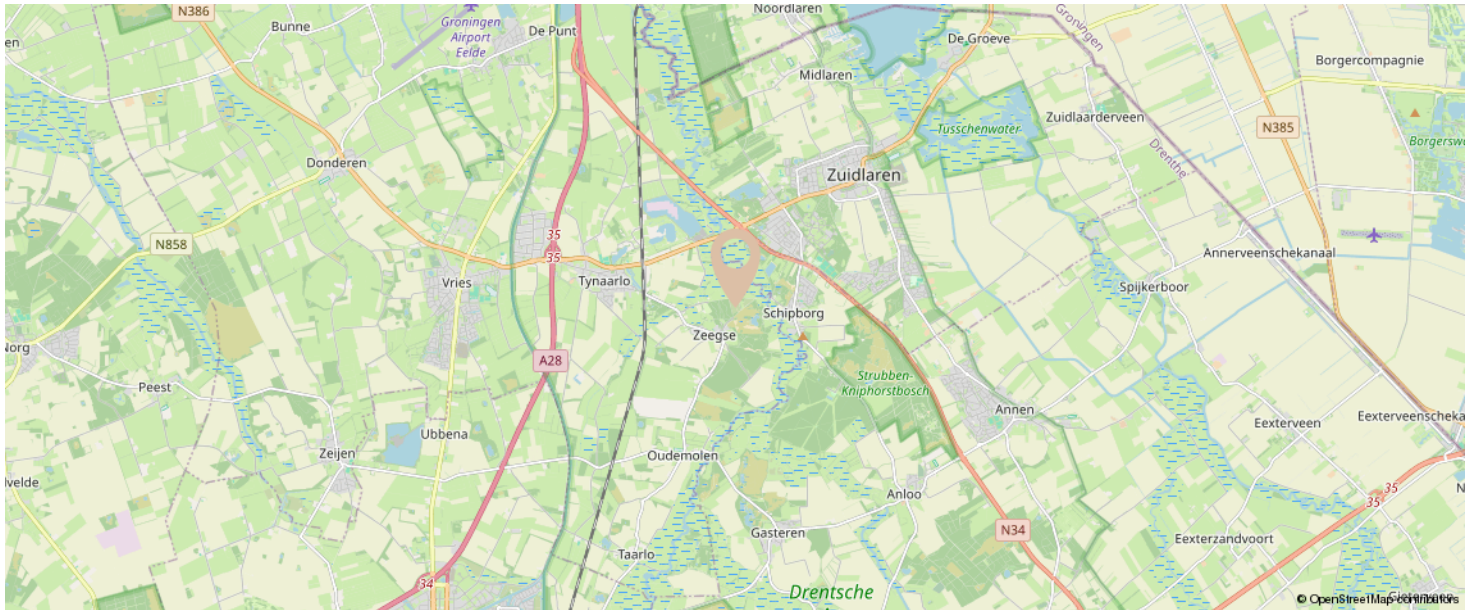 N386
Bunne
Groningen
Airport
Eelde
De Punt
Noordlaren
De Groeve
Groningen
Borgercompagnie
Midlaren
Zuidlaarderveen
N385
Tusschenwater
Drenthe
Donderen
Zuidlaren
N858
35
35
Annerveenschekanaal
Vries
Tynaarlo
Spijkerboor
Schipborg
Zeegse
Norg
A28
Strubben-
Kniphorstbosch
Peest
Annen
Eexterveen
Ubbena
Zeijen
Oudemolen
Anloo
35
35
Gasteren
N34
Eexterzandvoort
Taarlo
34
Drentsche
© OpenStreetMap contributors